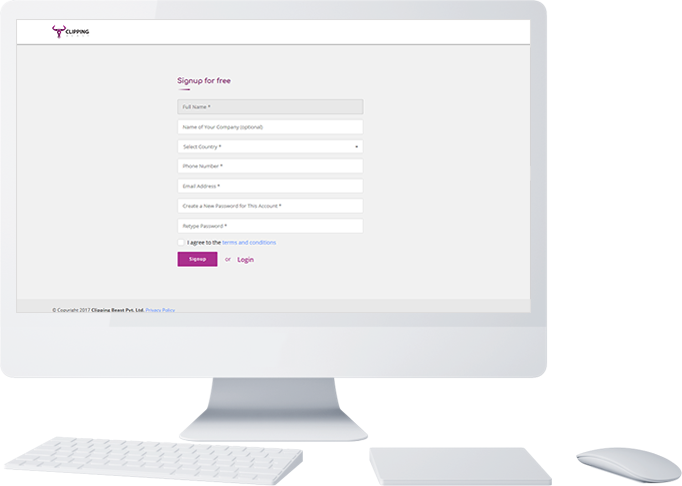 CLIPPING
Signup for free
Full Name *
Name of Your Company (optional)
Select Country *
Phone Number *
Email Address *
Create a New Password for This Account *
Retype Password *
I agree to the terms and conditions
Signup or Login
© Copyright 2017 Clipping Beast Pvt. Ltd. Privacy Policy